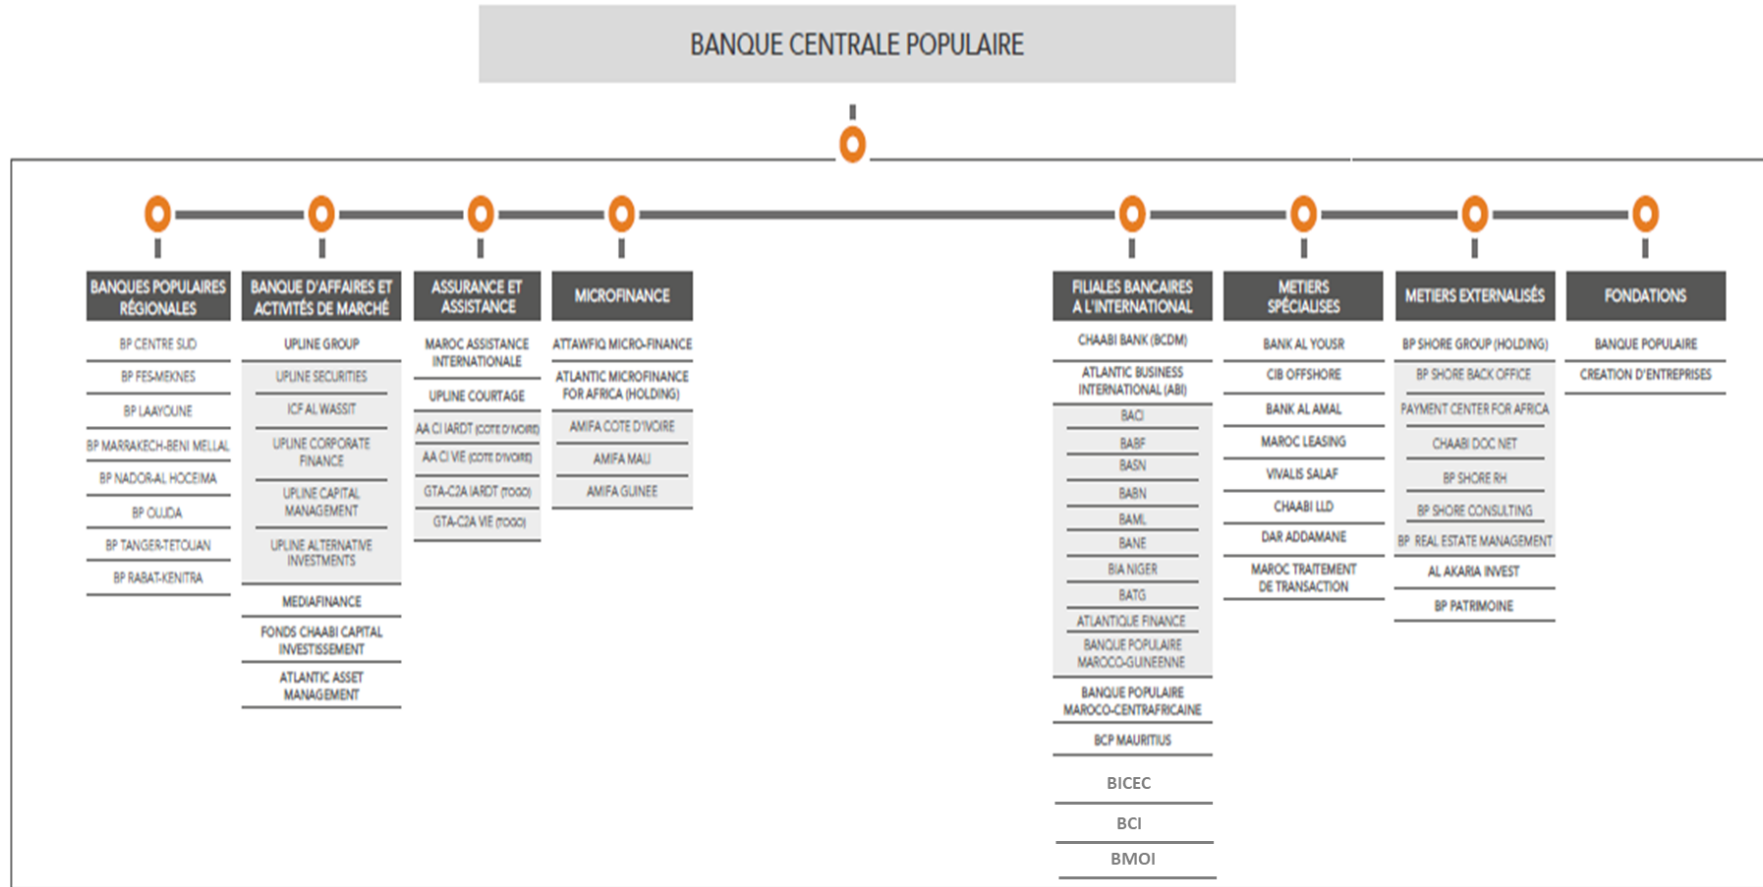 BANQUE CENTRALE POPULAIRE
BANQUES POPULAIRES
RÉGIONALES
BP CENTRE SUD
BP FES-MEKNES
BP LAAYOUNE
BP MARRAKECH-BENI MELLAL
BP NADOR-AL HOCEIMA
BP OUJDA
BP TANGER-TETOUAN
BP RABAT-KENITRA
BANQUE D'AFFAIRES ET
ACTIVITÉS DE MARCHÉ
UPLINE GROUP
UPLINE SECURITIES
ICF AL WASSIT
UPLINE CORPORATE
FINANCE
UPLINE CAPITAL
MANAGEMENT
UPLINE ALTERNATIVE
INVESTMENTS
MEDIAFINANCE
FONDS CHAABI CAPITAL
INVESTISSEMENT
ATLANTIC ASSET
MANAGEMENT
ASSURANCE ET
ASSISTANCE
MAROC ASSISTANCE
INTERNATIONALE
UPLINE COURTAGE
AA CI IARDT (COTE D'IVOIRE)
AA CI VIE (COTE D'IVOIRE)
GTA-C2A IARDT (TOGO)
GTA-C2A VIE (TOGO)
MICROFINANCE
ATTAWFIQ MICRO-FINANCE
ATLANTIC MICROFINANCE
FOR AFRICA (HOLDING)
AMIFA COTE D'IVOIRE
AMIFA MALI
AMIFA GUINEE
FILIALES BANCAIRES
A L'INTERNATIONAL
CHAABI BANK (BCDM)
ATLANTIC BUSINESS
INTERNATIONAL (ABI)
BACI
BABF
BASN
BABN
BAML
BANE
BIA NIGER
BATG
ATLANTIQUE FINANCE
BANQUE POPULAIRE
MAROCO-GUINEENNE
BANQUE POPULAIRE
MAROCO-CENTRAFRICAINE
BCP MAURITIUS
BICEC
BCI
BMOI
METIERS
SPÉCIALISES
BANK AL YOUSR
CIB OFFSHORE
BANK AL AMAL
MAROC LEASING
VIVALIS SALAF
CHAABI LLD
DAR ADDAMANE
MAROC TRAITEMENT
DE TRANSACTION
METIERS EXTERNALISÉS
BP SHORE GROUP (HOLDING)
BP SHORE BACK OFFICE
PAYMENT CENTER FOR AFRICA
CHAABI DOC NET
BP SHORE RH
BP SHORE CONSULTING
BP REAL ESTATE MANAGEMENT
AL AKARIA INVEST
BP PATRIMOINE
FONDATIONS
BANQUE POPULAIRE
CREATION D'ENTREPRISES